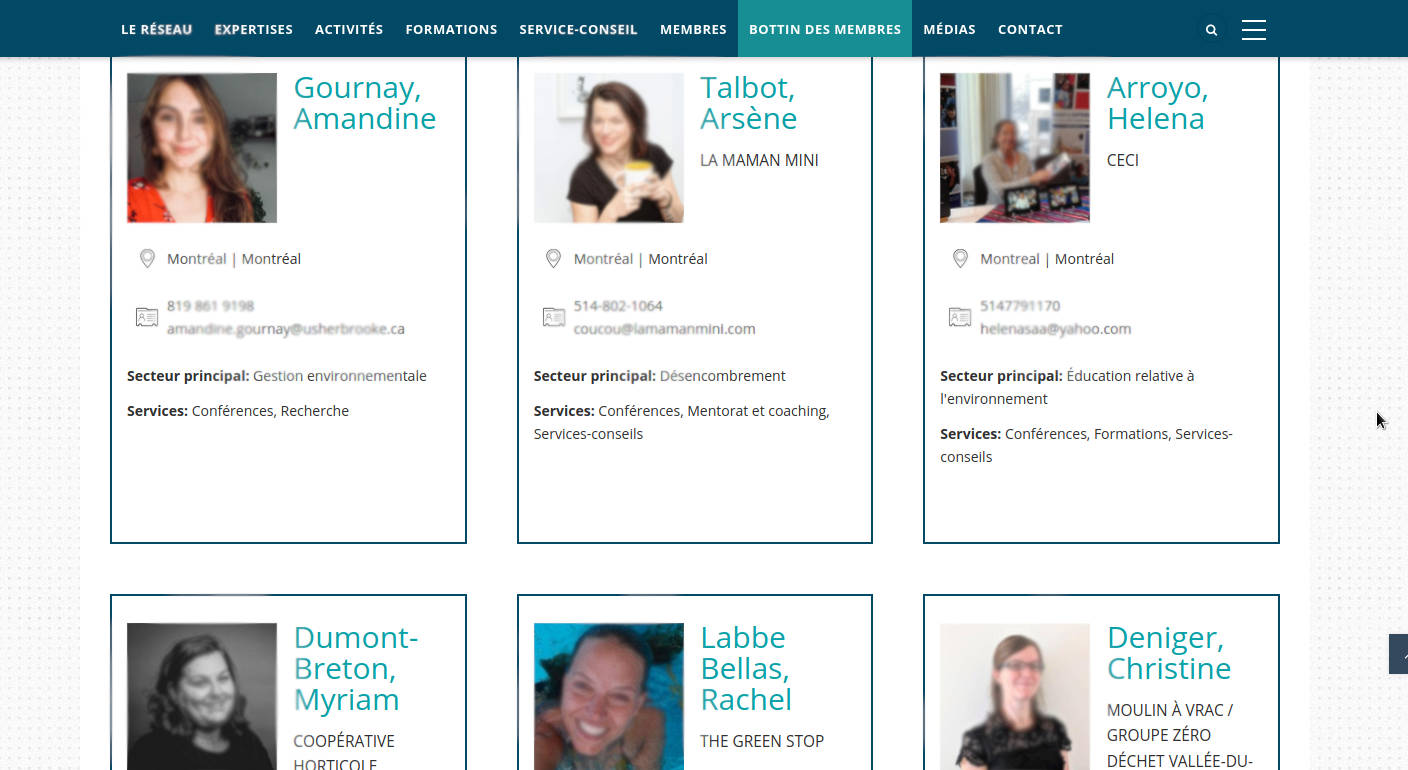 LE RÉSEAU EXPERTISES ACTIVITÉS FORMATIONS SERVICE-CONSEIL MEMBRES BOTTIN DES MEMBRES MÉDIAS CONTACT
Gournay,
Amandine
Montréal | Montréal
819 861 9198
amandine.gournay@usherbrooke.ca
Secteur principal: Gestion environnementale
Services: Conférences, Recherche
Talbot,
Arsène
LA MAMAN MINI
Montréal | Montréal
514-802-1064
coucou@lamamanmini.com
Secteur principal: Désencombrement
Services: Conférences, Mentorat et coaching,
Services-conseils
Arroyo,
Helena
CECI
Montreal | Montréal
5147791170
helenasaa@yahoo.com
Secteur principal: Éducation relative à
l'environnement
Services: Conférences, Formations, Services-
conseils
Dumont-
Breton,
Myriam
COOPÉRATIVE
HORTICOLE
Labbe
Bellas,
Rachel
THE GREEN STOP
Deniger,
Christine
MOULIN À VRAC /
GROUPE ZÉRO
DÉCHET VALLÉE-DU-